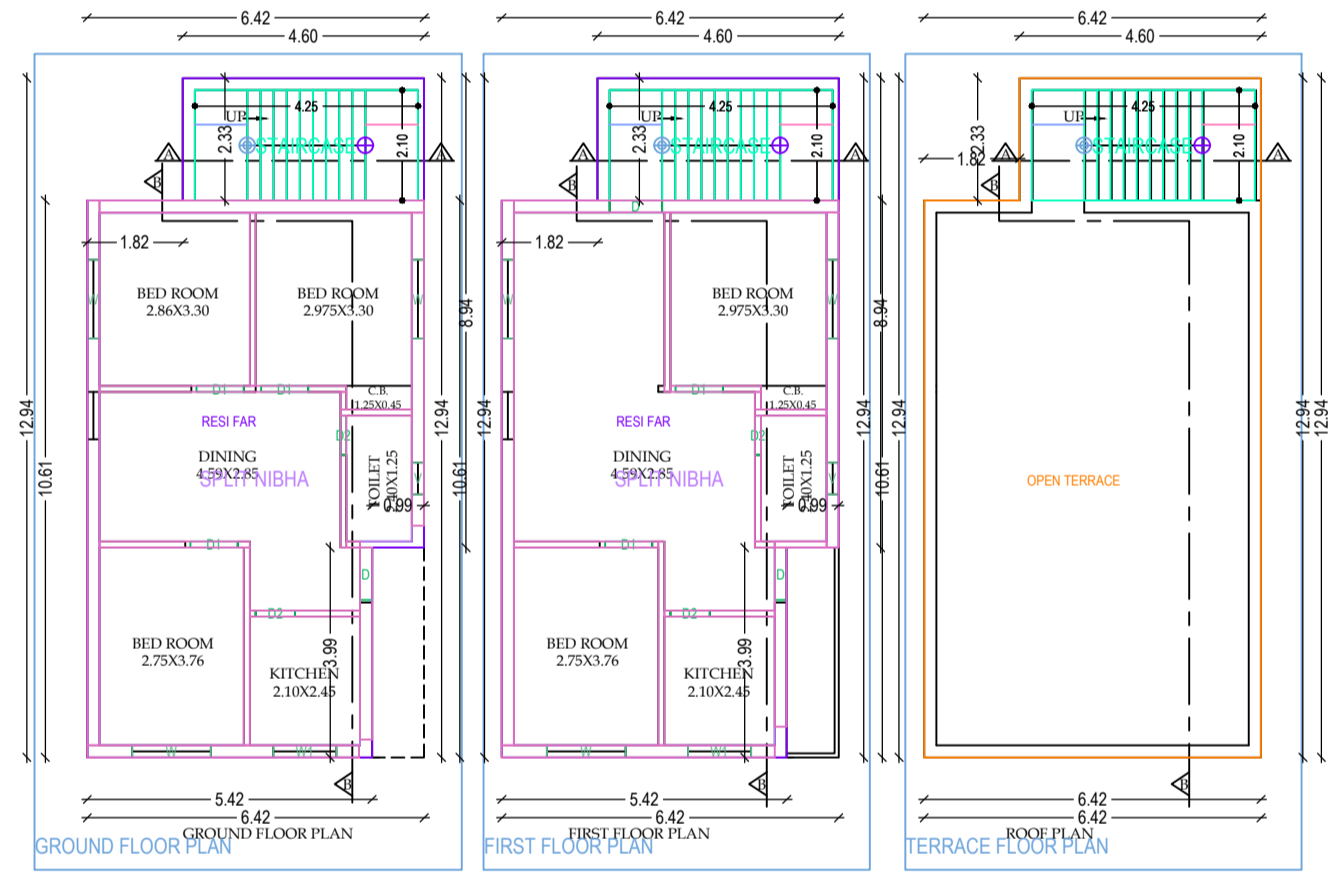 6.42
4.60
4.25
UP
STAIRCASE
2.33
2.10
A
A
B
1.82
BED ROOM
2.86X3.30
BED ROOM
2.975X3.30
W
W
8.94
D1
D1
C.B.
1.25X0.45
RESI FAR
D2
DINING
4.59X2.85
SPLIT NIBHA
TOILET
V
0.99
12.94
10.61
12.94
10.61
D1
D
D2
BED ROOM
2.75X3.76
KITCHEN
2.10X2.45
3.99
W
W1
B
5.42
6.42
GROUND FLOOR PLAN
GROUND FLOOR PLAN
6.42
4.60
4.25
UP
STAIRCASE
2.33
2.10
A
A
B
D
1.82
BED ROOM
2.975X3.30
W
W
8.94
D1
C.B.
1.25X0.45
RESI FAR
D2
DINING
4.59X2.85
SPLIT NIBHA
TOILET
V
0.99
12.94
12.94
10.61
D1
D
D2
BED ROOM
2.75X3.76
KITCHEN
2.10X2.45
3.99
W
W1
B
5.42
6.42
FIRST FLOOR PLAN
FIRST FLOOR PLAN
6.42
4.60
4.25
UP
STAIRCASE
2.33
2.10
1.82
A
A
B
12.94
12.94
12.94
OPEN TERRACE
B
6.42
6.42
ROOF PLAN
TERRACE FLOOR PLAN